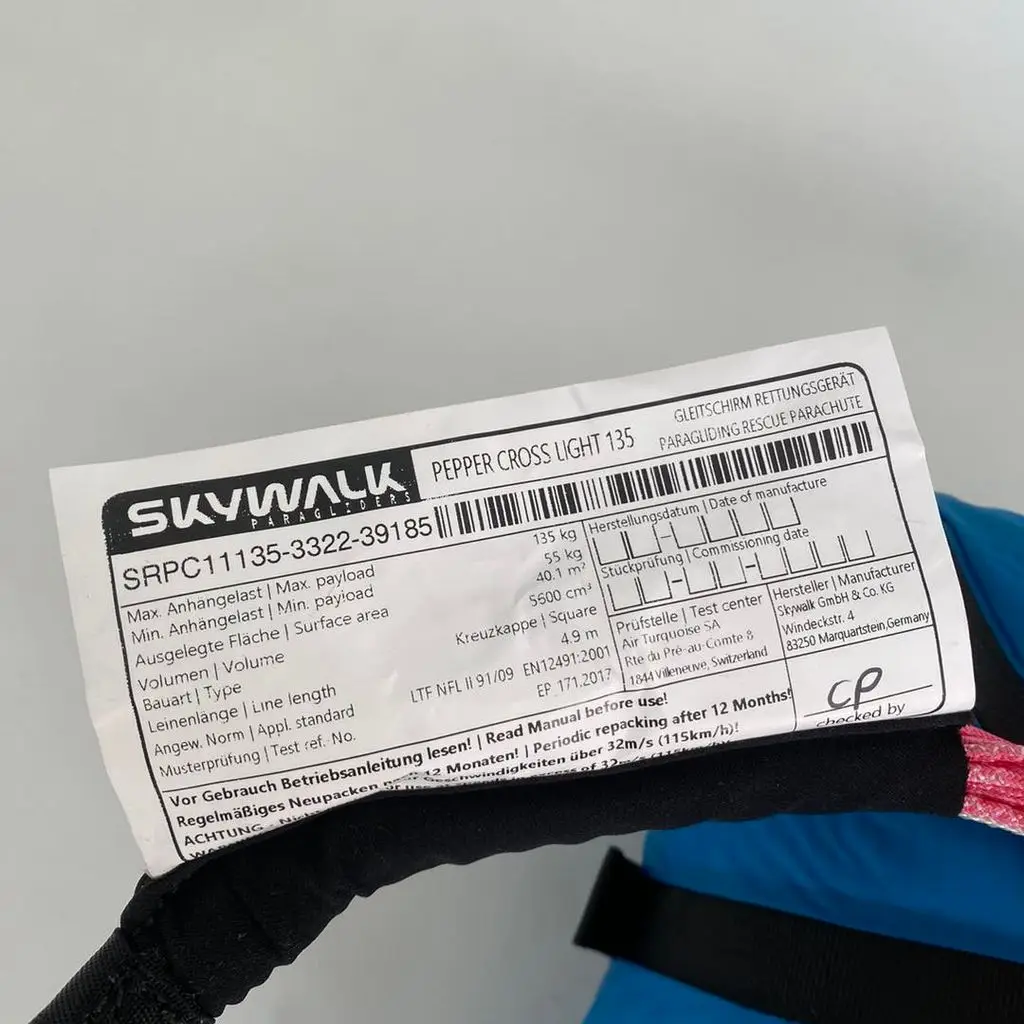 SKYWALK
PARAGLIDERS
PEPPER CROSS LIGHT 135
GLEITSCHIRM RETTUNGSGERÄT
PARAGLIDING RESCUE PARACHUTE
SRPC11135-3322-39185
Max. Anhängelast | Max. payload 135 kg
Min. Anhängelast | Min. payload 55 kg
Ausgelegte Fläche | Surface area 40.1 m²
Volumen | Volume 5600 cm³
Bauart | Type Kreuzkappe | Square
Leinenlänge | Line length 4.9 m
Angew. Norm | Appl. standard LTF NFL II 91/09 EN12491:2001
Musterprüfung | Test ref. No. EP 171.2017
Herstellungsdatum | Date of manufacture
Stückprüfung | Commissioning date
Prüfstelle | Test center
Air Turquoise SA
Rte du Pré-au-Comte 8
1844 Villeneuve, Switzerland
Hersteller | Manufacturer
Skywalk GmbH & Co. KG
Windeckstr. 4
83250 Marquartstein, Germany
CP
checked by
Vor Gebrauch Betriebsanleitung lesen! | Read Manual before use!
Regelmäßiges Neupacken 12 Monaten! | Periodic repacking after 12 Months!
ACHTUNG - Geschwindigkeiten über 32m/s (115km/h)!
of 32m/s